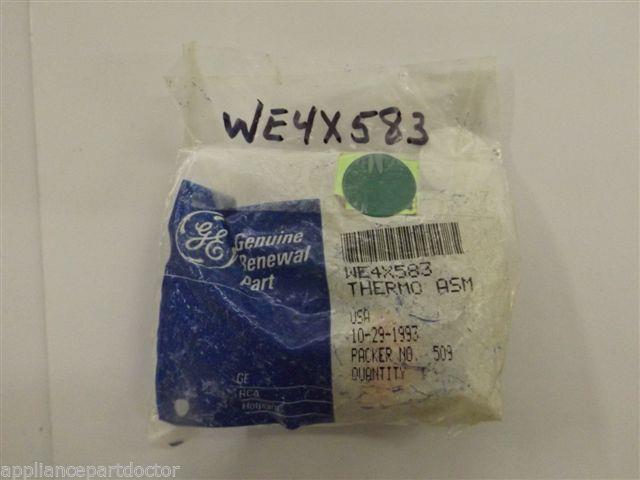 WE4X583
GE
Genuine
Renewal
Part
WE4X583
THERMO ASM
USA
10-29-1993
PACKER NO. 509
QUANTITY
GE
RCA
© appliancepartdoctor